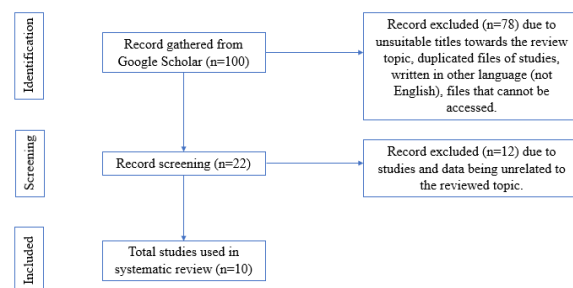 Identification
Record gathered from
Google Scholar (n=100)
Record excluded (n=78) due to
unsuitable titles towards the review
topic, duplicated files of studies,
written in other language (not
English), files that cannot be
accessed.
Screening
Record screening (n=22)
Record excluded (n=12) due to
studies and data being unrelated to
the reviewed topic.
Included
Total studies used in
systematic review (n=10)